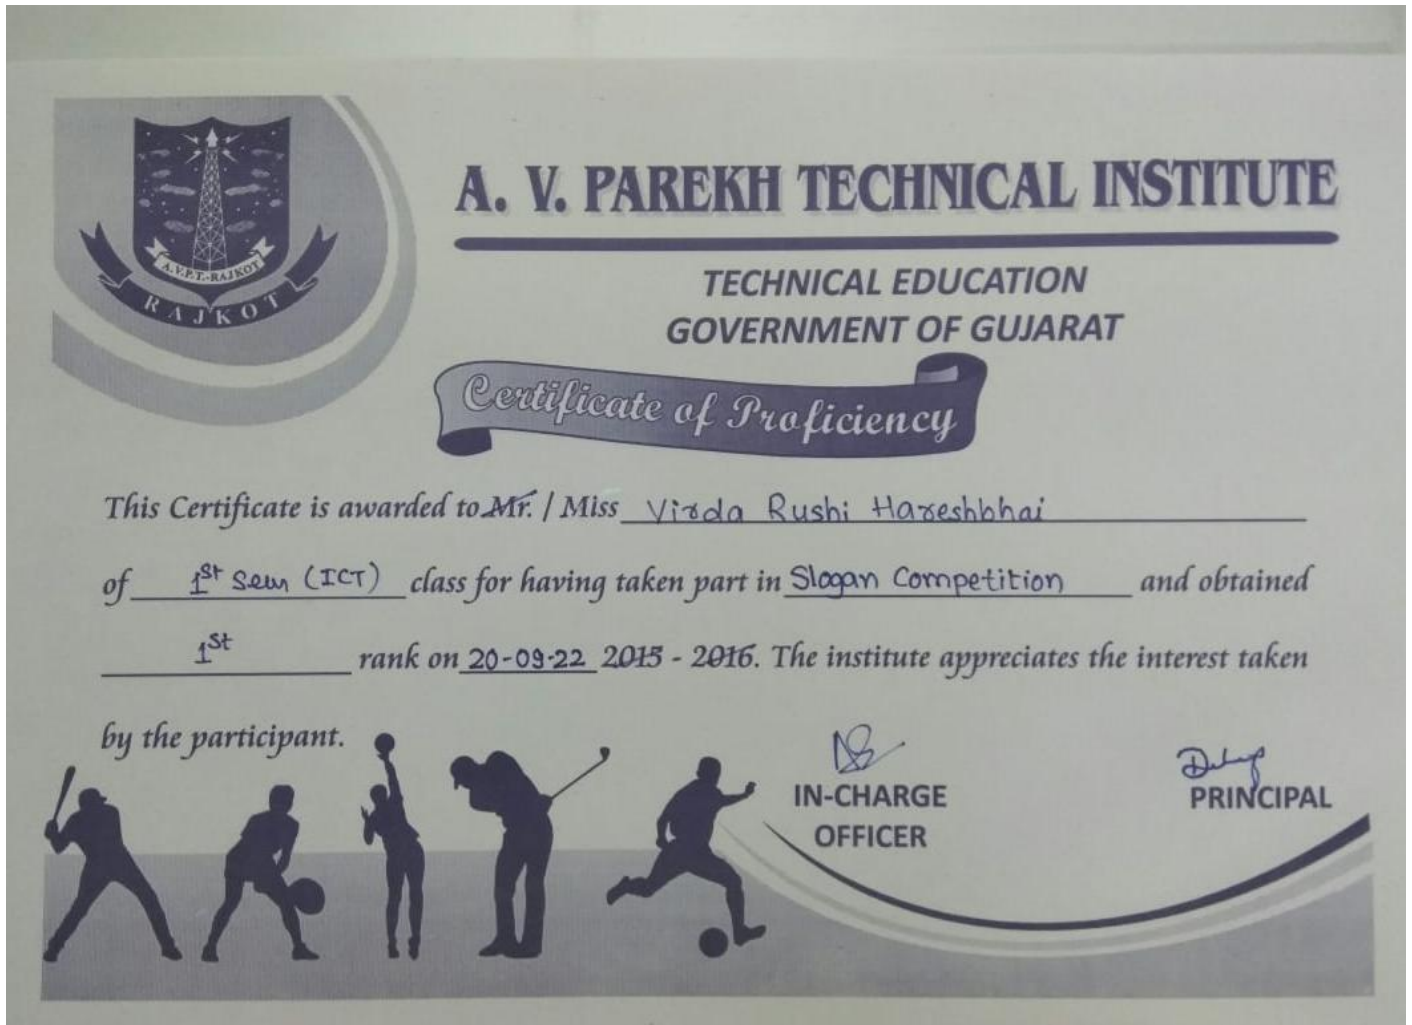 A.V.P.T.-RAJKOT
RAJKOT
A. V. PAREKH TECHNICAL INSTITUTE
TECHNICAL EDUCATION
GOVERNMENT OF GUJARAT
Certificate of Proficiency
This Certificate is awarded to Mr. / Miss Virda Rushi Hareshbhai
of 1st Sem (ICT) class for having taken part in Slogan Competition and obtained
1st rank on 20-09-22 2015 - 2016. The institute appreciates the interest taken
by the participant.
IN-CHARGE
OFFICER
PRINCIPAL